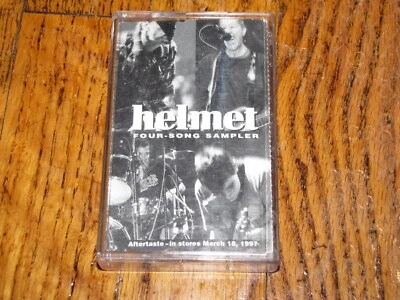 helmet
FOUR-SONG SAMPLER
Aftertaste – in stores March 18, 1997